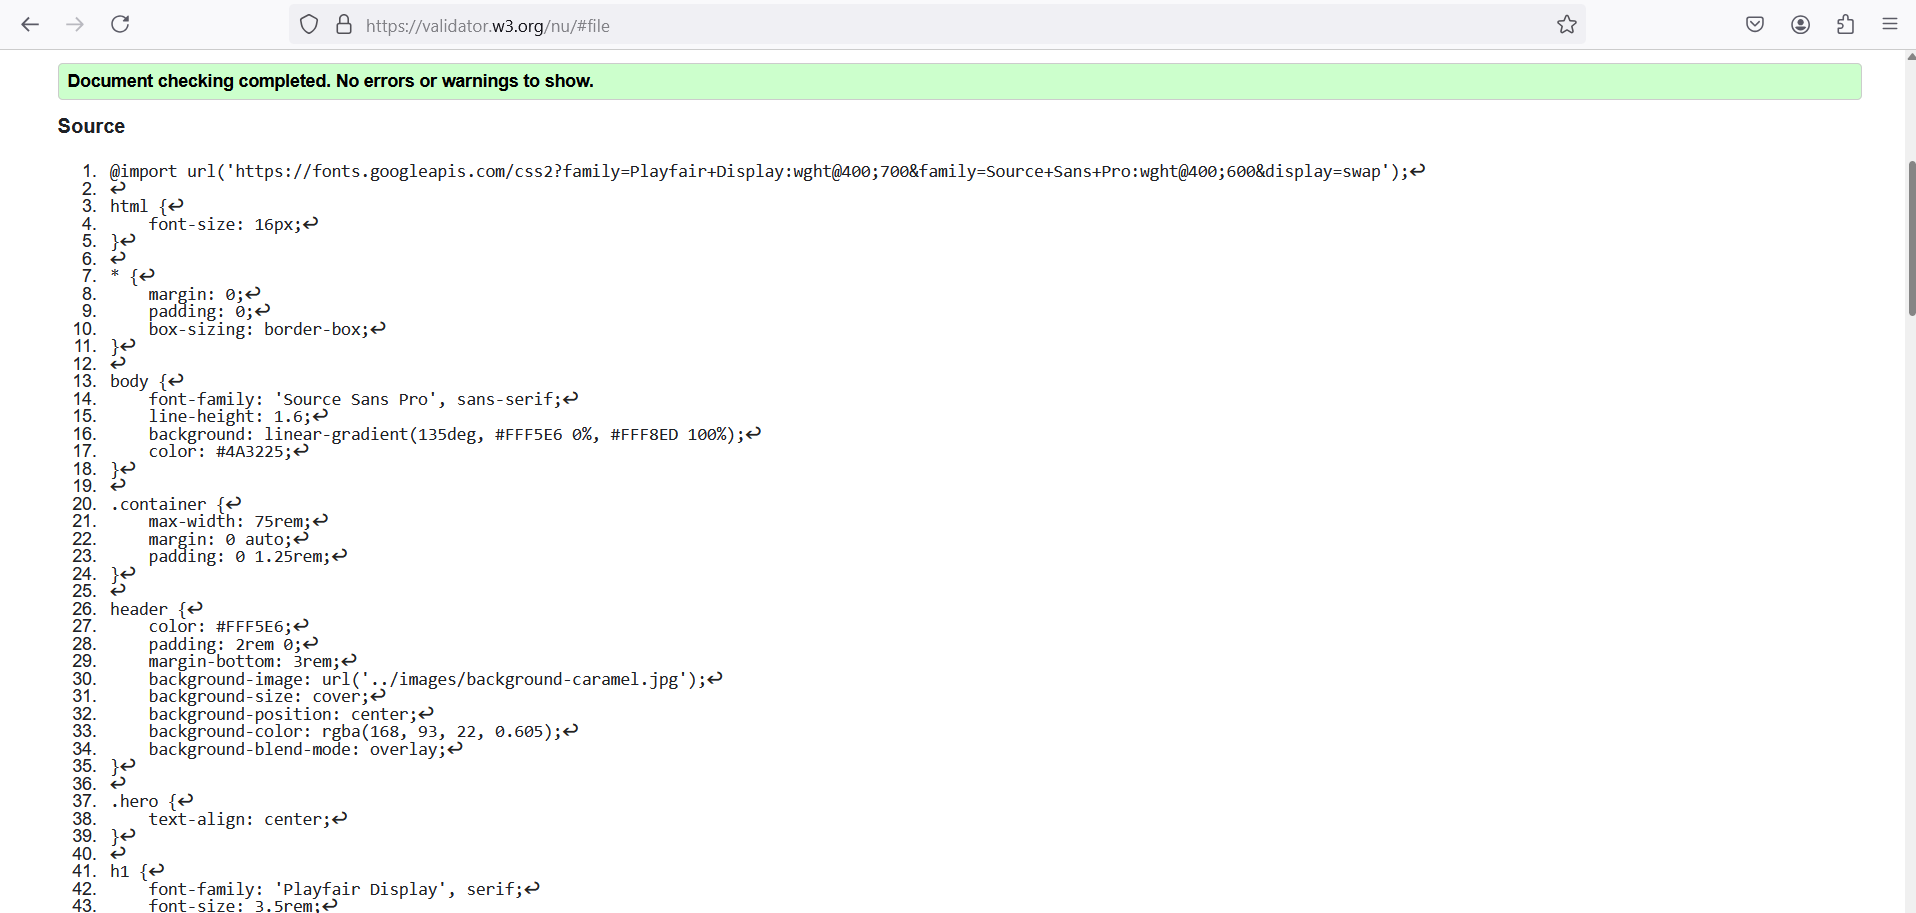 https://validator.w3.org/nu/#file
Document checking completed. No errors or warnings to show.
Source
1. @import url('https://fonts.googleapis.com/css2?family=Playfair+Display:wght@400;700&family=Source+Sans+Pro:wght@400;600&display=swap');↩
2. ↩
3. html {↩
4. font-size: 16px;↩
5. }↩
6. ↩
7. * {↩
8. margin: 0;↩
9. padding: 0;↩
10. box-sizing: border-box;↩
11. }↩
12. ↩
13. body {↩
14. font-family: 'Source Sans Pro', sans-serif;↩
15. line-height: 1.6;↩
16. background: linear-gradient(135deg, #FFF5E6 0%, #FFF8ED 100%);↩
17. color: #4A3225;↩
18. }↩
19. ↩
20. .container {↩
21. max-width: 75rem;↩
22. margin: 0 auto;↩
23. padding: 0 1.25rem;↩
24. }↩
25. ↩
26. header {↩
27. color: #FFF5E6;↩
28. padding: 2rem 0;↩
29. margin-bottom: 3rem;↩
30. background-image: url('../images/background-caramel.jpg');↩
31. background-size: cover;↩
32. background-position: center;↩
33. background-color: rgba(168, 93, 22, 0.605);↩
34. background-blend-mode: overlay;↩
35. }↩
36. ↩
37. .hero {↩
38. text-align: center;↩
39. }↩
40. ↩
41. h1 {↩
42. font-family: 'Playfair Display', serif;↩
43. font-size: 3.5rem;↩